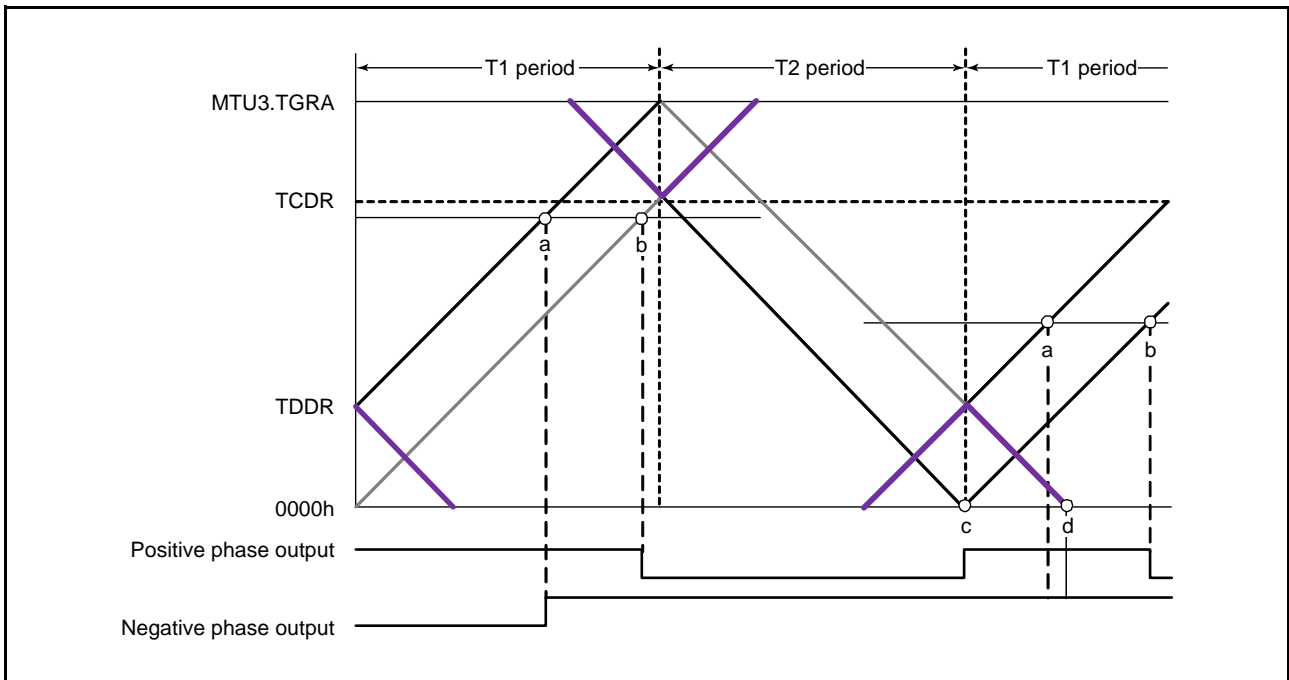 T1 period
T2 period
T1 period
MTU3.TGRA
TCDR
a
b
a
b
TDDR
0000h
c
d
Positive phase output
Negative phase output